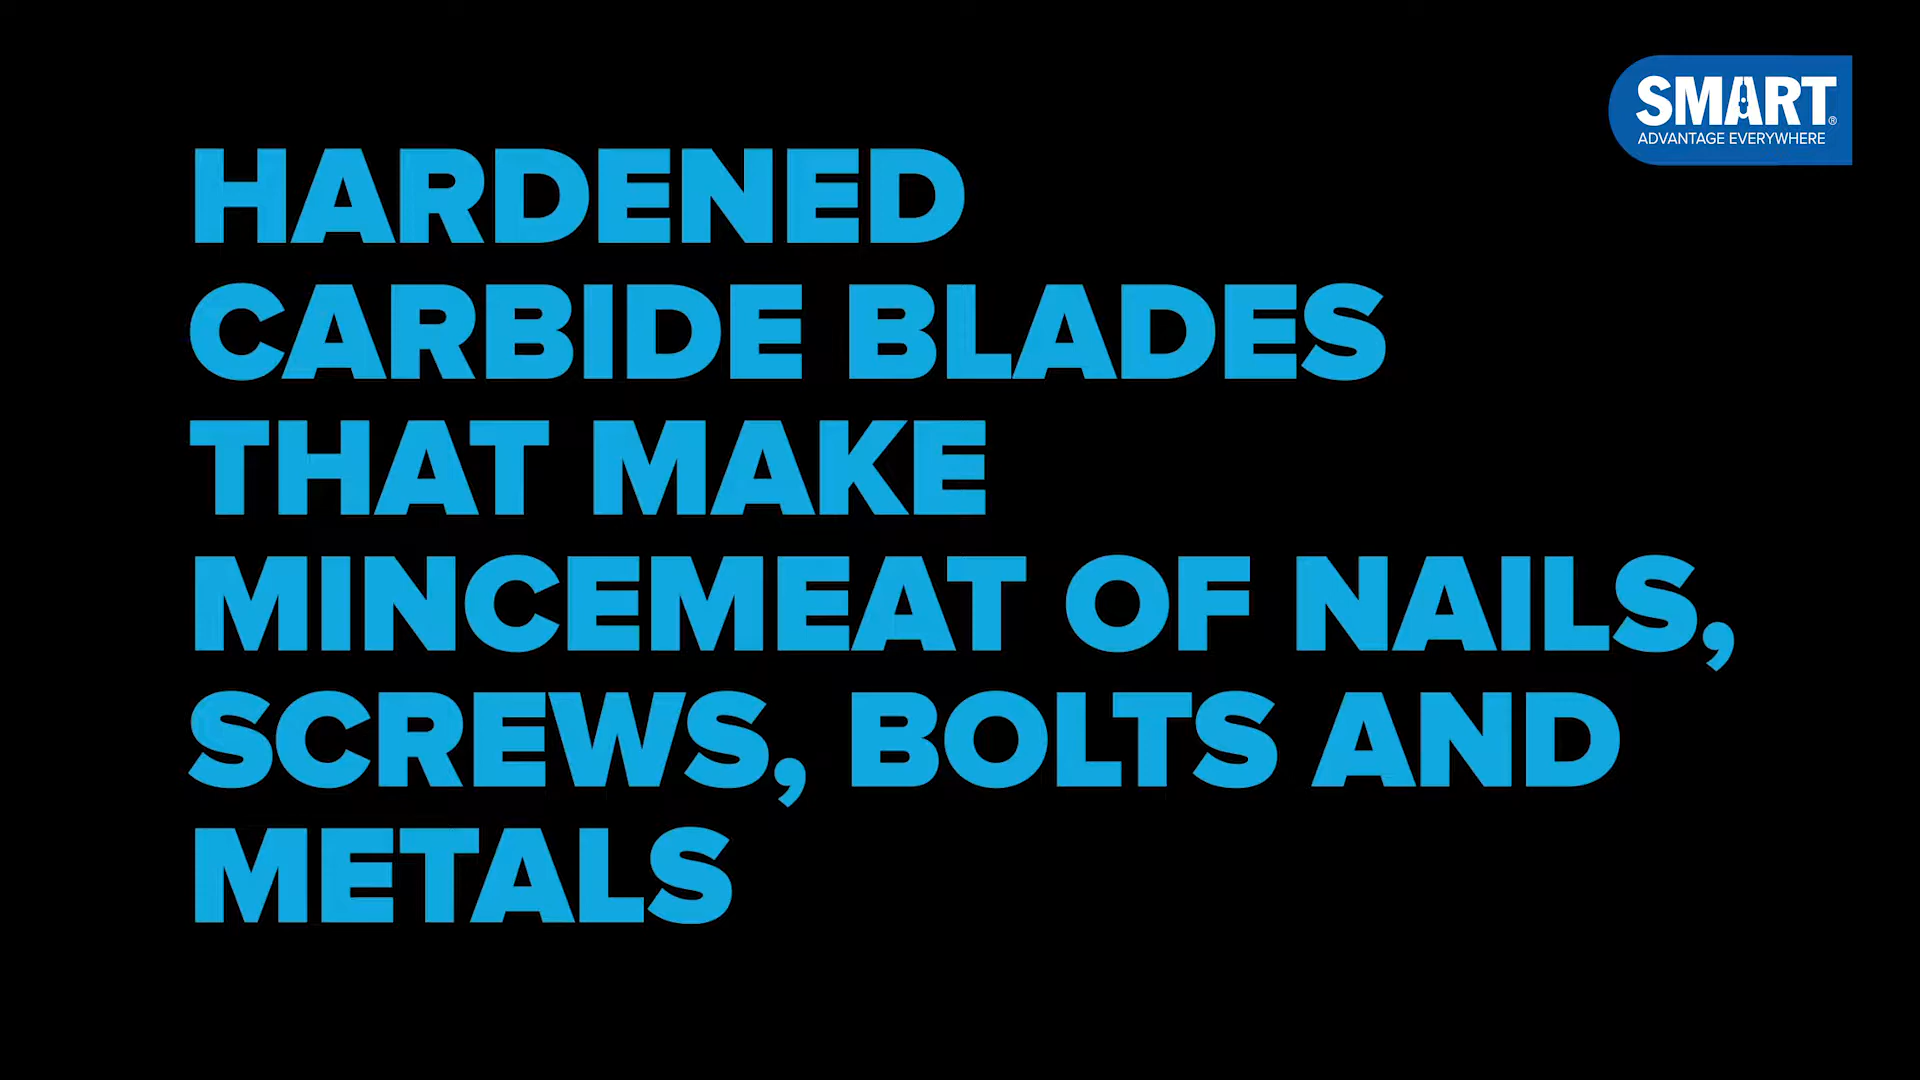 SMART®
ADVANTAGE EVERYWHERE
HARDENED
CARBIDE BLADES
THAT MAKE
MINCEMEAT OF NAILS,
SCREWS, BOLTS AND
METALS